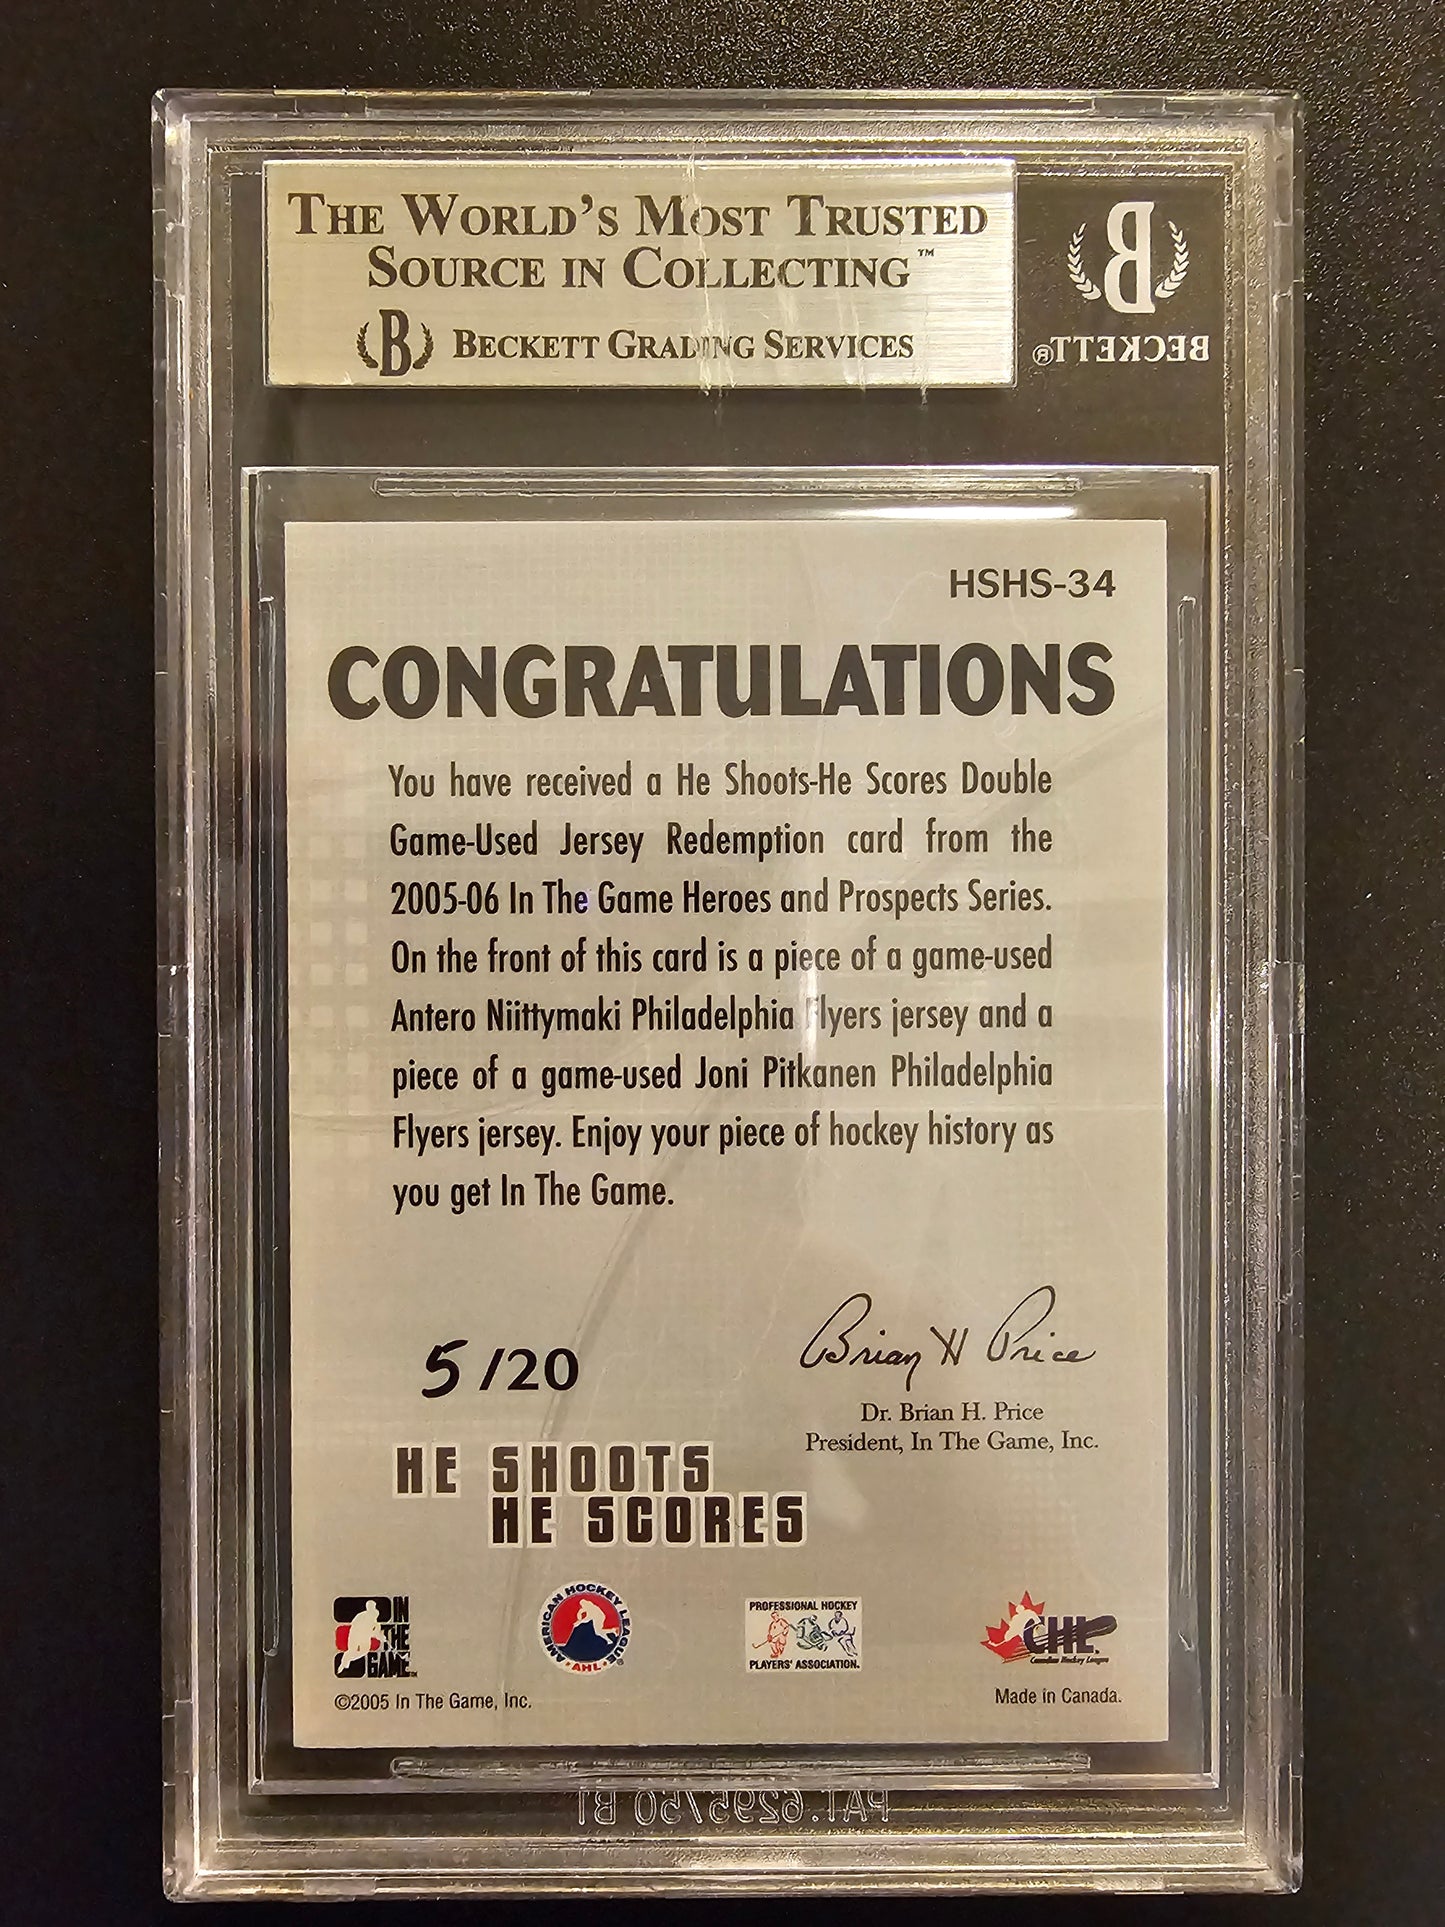 THE WORLD'S MOST TRUSTED
SOURCE IN COLLECTING™
B BECKETT GRADING SERVICES
B
BECKETT®
HSHS-34
CONGRATULATIONS
You have received a He Shoots-He Scores Double
Game-Used Jersey Redemption card from the
2005-06 In The Game Heroes and Prospects Series.
On the front of this card is a piece of a game-used
Antero Niittymaki Philadelphia Flyers jersey and a
piece of a game-used Joni Pitkanen Philadelphia
Flyers jersey. Enjoy your piece of hockey history as
you get In The Game.
5 /20
Brian H Price
Dr. Brian H. Price
President, In The Game, Inc.
HE SHOOTS
HE SCORES
IN
THE
GAME
AMERICAN HOCKEY LEAGUE
AHL
PROFESSIONAL HOCKEY
PLAYERS' ASSOCIATION.
CHL.
Canadian Hockey League
©2005 In The Game, Inc.
Made in Canada.
PAT.6295750 B1